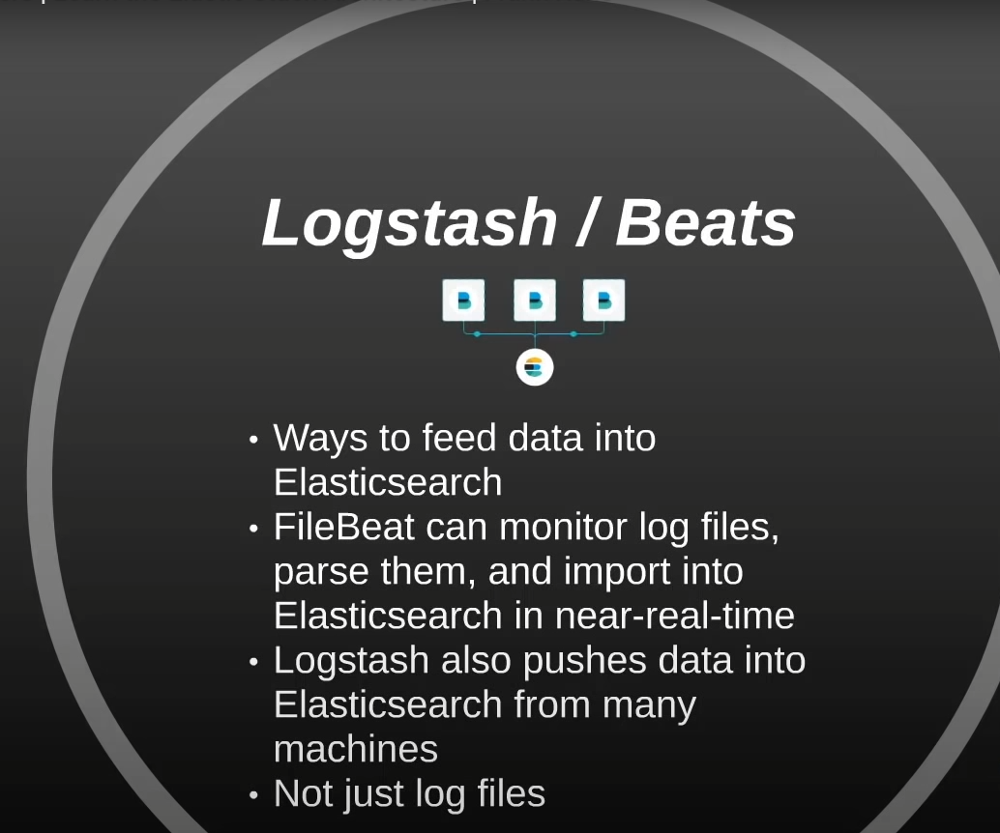 Logstash / Beats
• Ways to feed data into
Elasticsearch
• FileBeat can monitor log files,
parse them, and import into
Elasticsearch in near-real-time
• Logstash also pushes data into
Elasticsearch from many
machines
• Not just log files